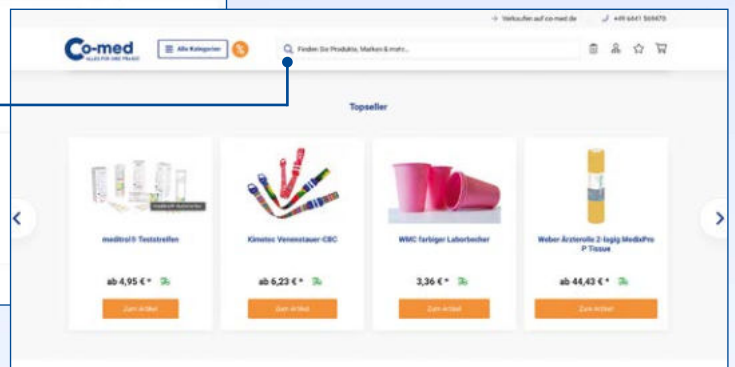 → Verkaufen auf co-med.de
+49 6841 569478
Co-med
ALLES FÜR IHRE PRAXIS
Alle Kategorien
%
Finden Sie Produkte, Marken & mehr...
Topseller
meditrol® Teststreifen
Kimetec Venenstauer-CBC
WMC farbiger Laborbecher
Weber Ärzterolle 2-lagig MedixPro
P Tissue
ab 4,95 € *
ab 6,23 € *
3,36 € *
ab 44,43 € *
Zum Artikel
Zum Artikel
Zum Artikel
Zum Artikel